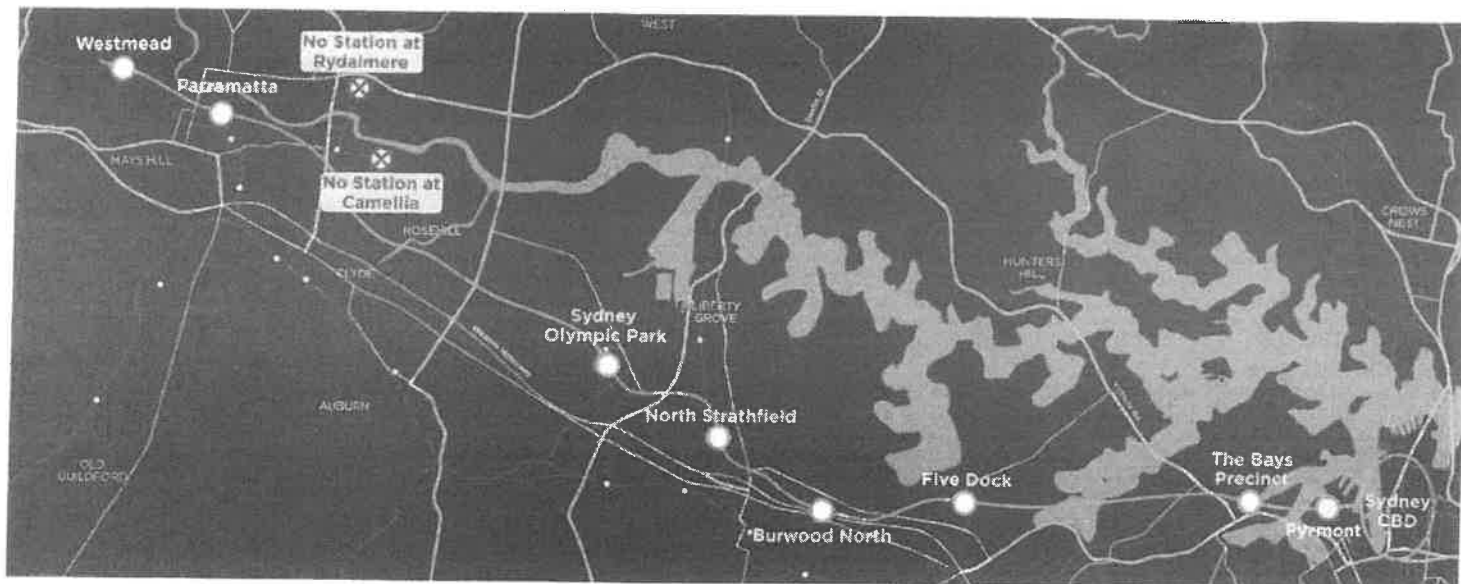 WEST
Westmead
No Station at
Rydalmere
Parramatta
MAYS HILL
No Station at
Camellia
ROSEHILL
CLYDE
CROWS
NEST
HUNTERS
HILL
LIBERTY
GROVE
Sydney
Olympic Park
AUBURN
North Strathfield
OLD
GUILDFORD
Five Dock
The Bays
Precinct
Sydney
CBD
Pyrmont
*Burwood North